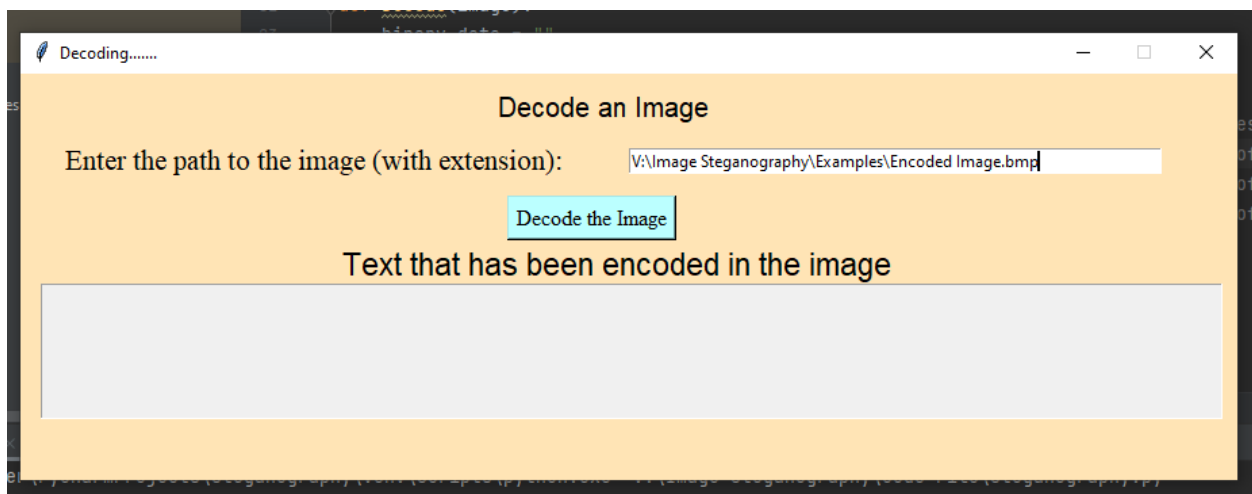 Decoding.......
Decode an Image
Enter the path to the image (with extension): V:\Image Steganography\Examples\Encoded Image.bmp
Decode the Image
Text that has been encoded in the image